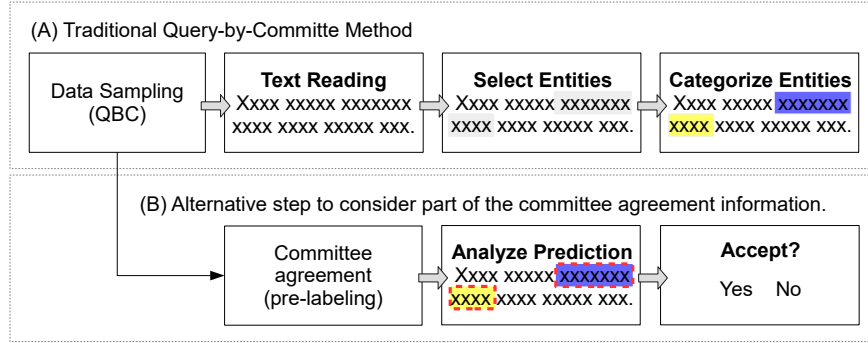 (A) Traditional Query-by-Committe Method
Data Sampling
(QBC)
Text Reading
Xxxx xxxxx xxxxxxx
xxxx xxxx xxxxx xxx.
Select Entities
Xxxx xxxxx xxxxxxx
xxxx xxxx xxxxx xxx.
Categorize Entities
Xxxx xxxxx xxxxxxx
xxxx xxxx xxxxx xxx.
(B) Alternative step to consider part of the committee agreement information.
Committee
agreement
(pre-labeling)
Analyze Prediction
Xxxx xxxxx xxxxxxx
xxxx xxxx xxxxx xxx.
Accept?
Yes No